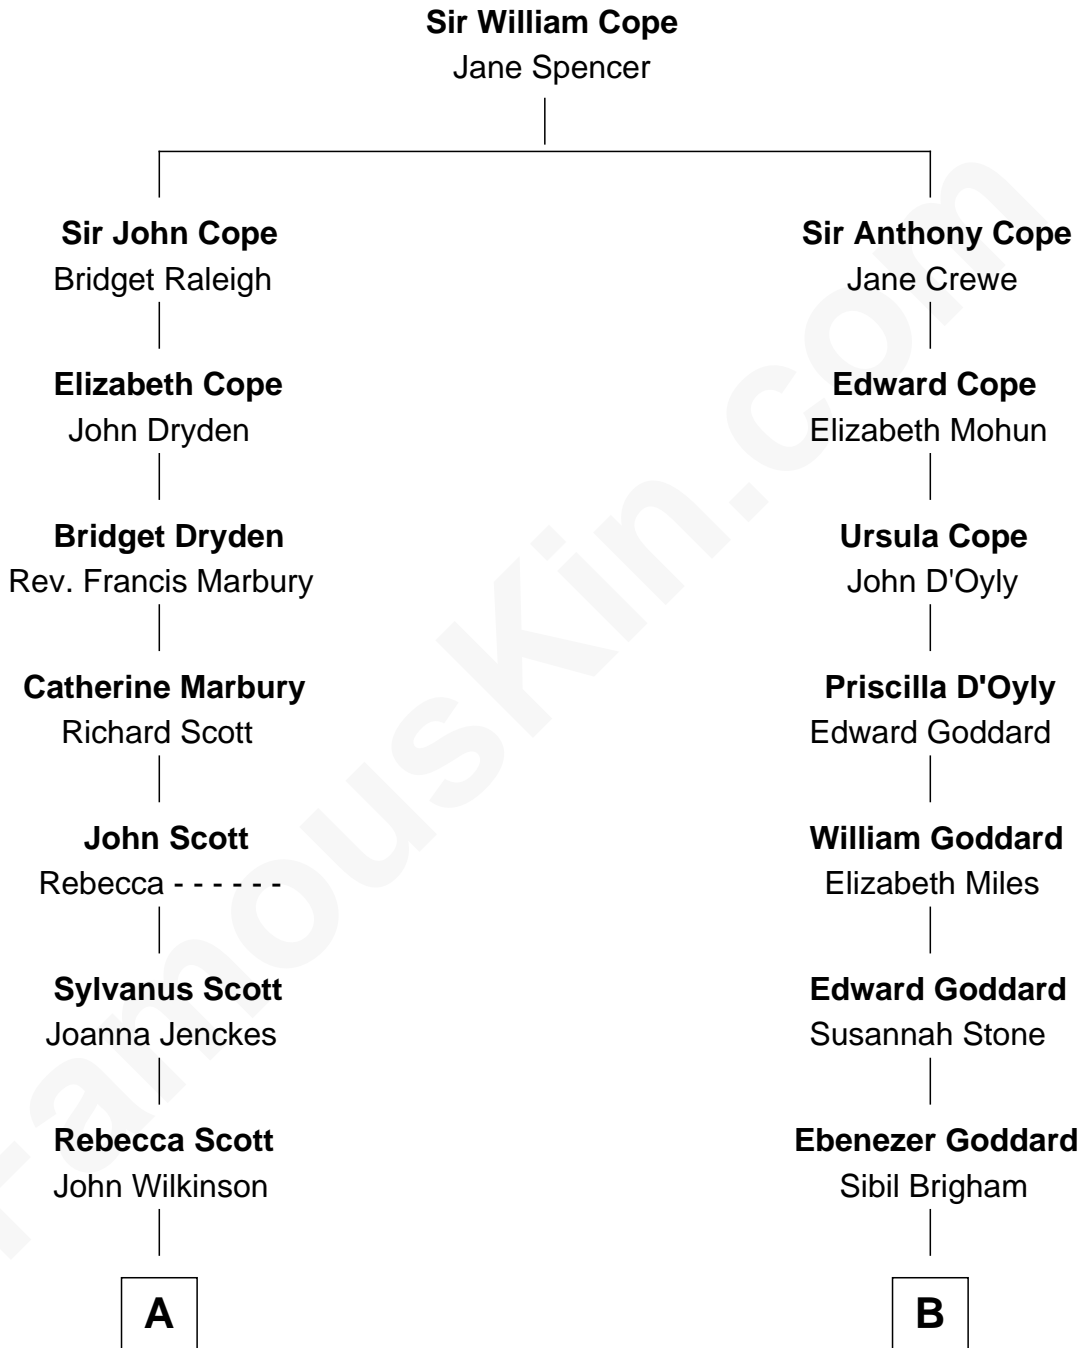 Sir William Cope
Jane Spencer
Sir John Cope
Bridget Raleigh
Sir Anthony Cope
Jane Crewe
Elizabeth Cope
John Dryden
Edward Cope
Elizabeth Mohun
Bridget Dryden
Rev. Francis Marbury
Ursula Cope
John D'Oyly
Catherine Marbury
Richard Scott
Priscilla D'Oyly
Edward Goddard
John Scott
Rebecca - - - - - -
William Goddard
Elizabeth Miles
Sylvanus Scott
Joanna Jenckes
Edward Goddard
Susannah Stone
Rebecca Scott
John Wilkinson
Ebenezer Goddard
Sibil Brigham
A
B
FamousKin.com